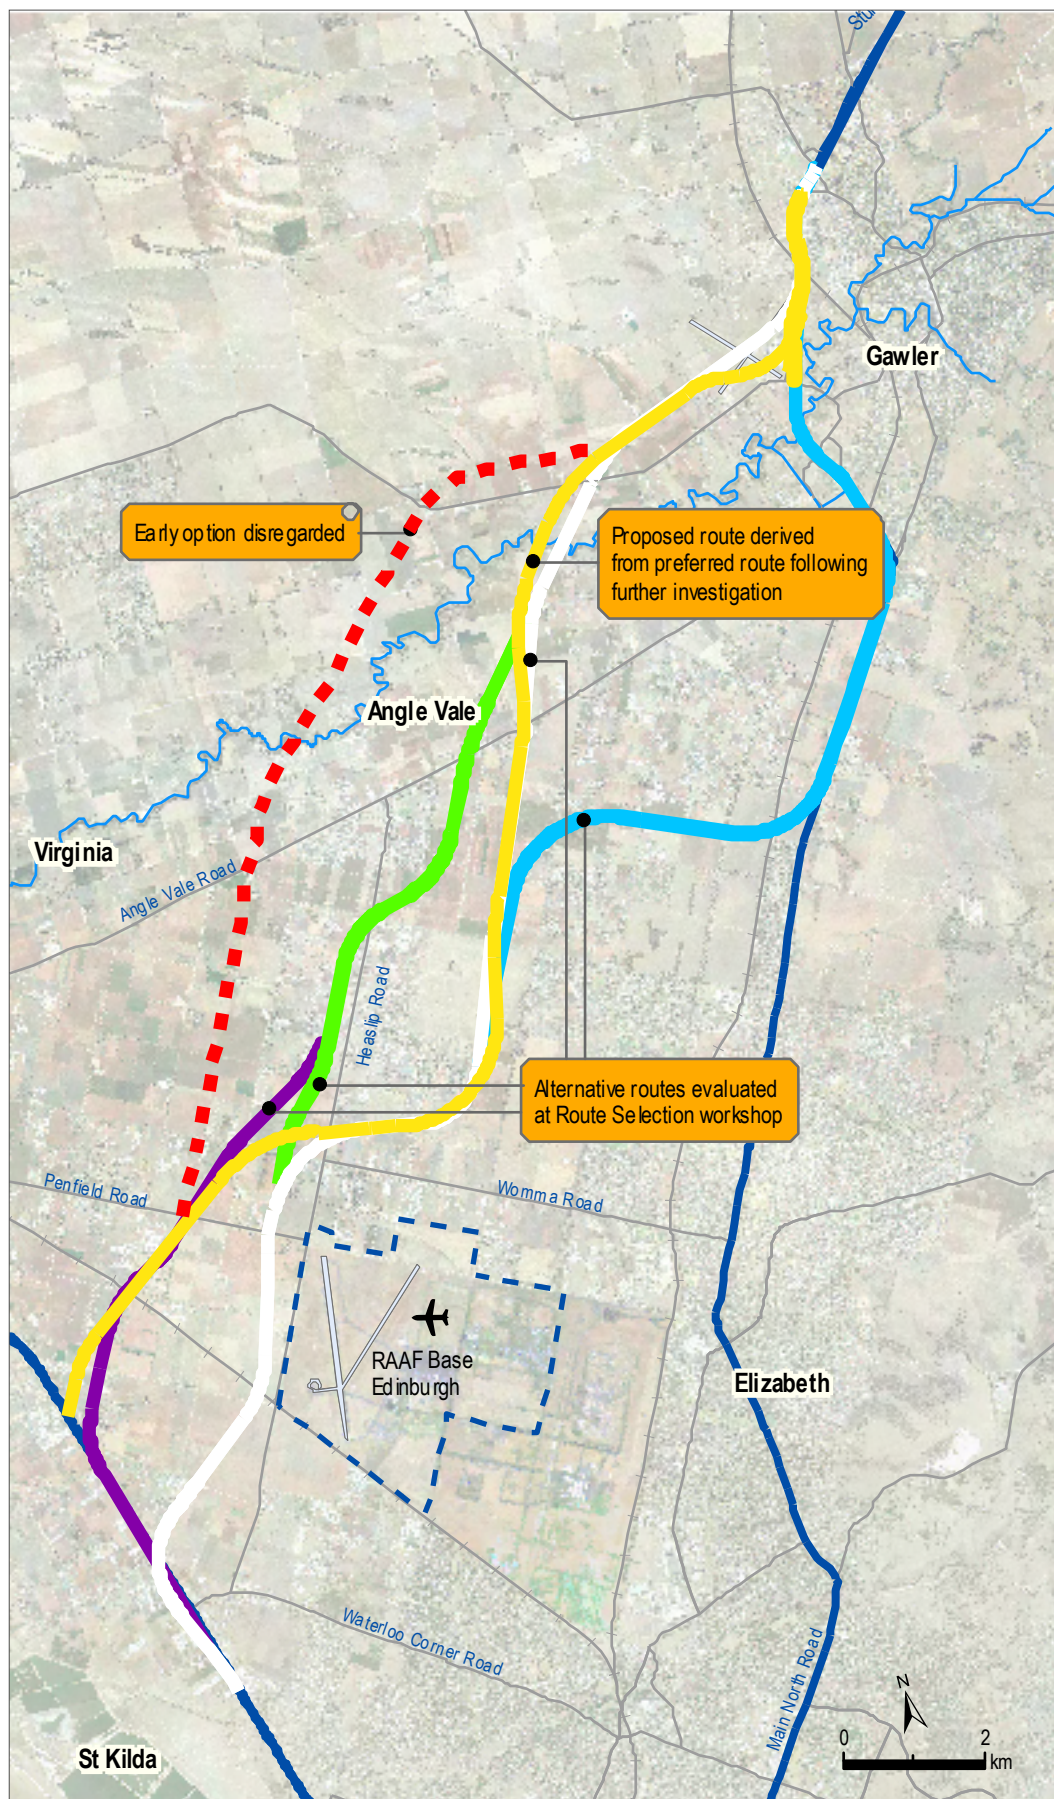 Stu
Gawler
Early option disregarded
Proposed route derived
from preferred route following
further investigation
Angle Vale
Virginia
Angle Vale Road
Heaslip Road
Alternative routes evaluated
at Route Selection workshop
Penfield Road
Womma Road
RAAF Base
Edinburgh
Elizabeth
Waterloo Corner Road
Main North Road
N
0 2
km
St Kilda